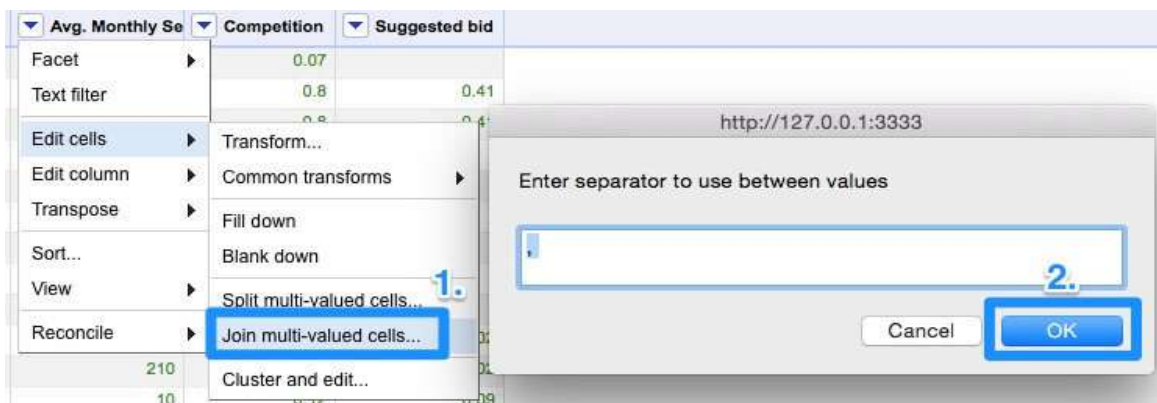 Avg. Monthly Se Competition Suggested bid
Facet 0.07
Text filter 0.8 0.41
Edit cells
Transform...
Edit column Common transforms
Transpose
Fill down
Sort... Blank down
View Split multi-valued cells... 1.
Reconcile Join multi-valued cells...
210
Cluster and edit...
10
http://127.0.0.1:3333
Enter separator to use between values
,
2.
Cancel OK